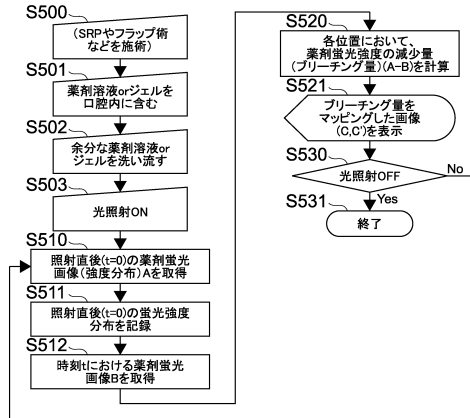 S500
(SRPやフラップ術
などを施術)
S501
薬剤溶液orジェルを
口腔内に含む
S502
余分な薬剤溶液or
ジェルを洗い流す
S503
光照射ON
S510
照射直後(t=0)の薬剤蛍光
画像(強度分布)Aを取得
S511
照射直後(t=0)の蛍光強度
分布を記録
S512
時刻tにおける薬剤蛍光
画像Bを取得
S520
各位置において、
薬剤蛍光強度の減少量
(ブリーチング量)(A−B)を計算
S521
ブリーチング量を
マッピングした画像
(C,C')を表示
S530
光照射OFF
No
Yes
S531
終了